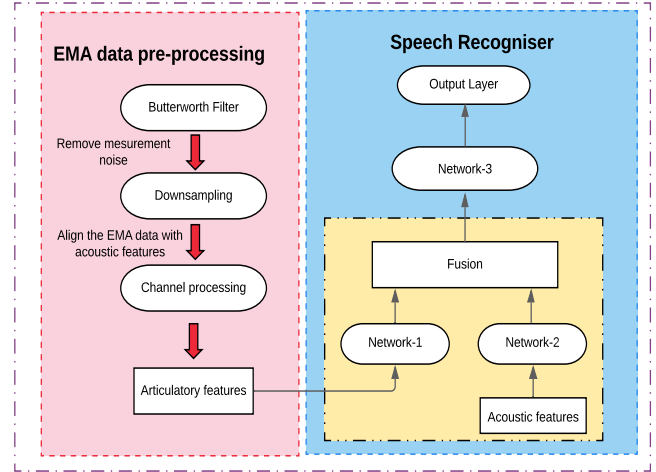 EMA data pre-processing
Butterworth Filter
Remove mesurement
noise
Downsampling
Align the EMA data with
acoustic features
Channel processing
Articulatory features
Speech Recogniser
Output Layer
Network-3
Fusion
Network-1
Network-2
Acoustic features